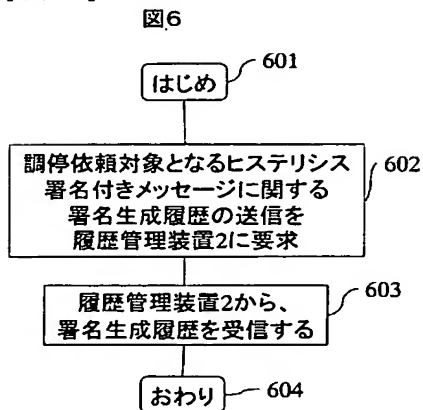 図6
はじめ
601
調停依頼対象となるヒステリシス
署名付きメッセージに関する
署名生成履歴の送信を
履歴管理装置2に要求
602
履歴管理装置2から、
署名生成履歴を受信する
603
おわり
604